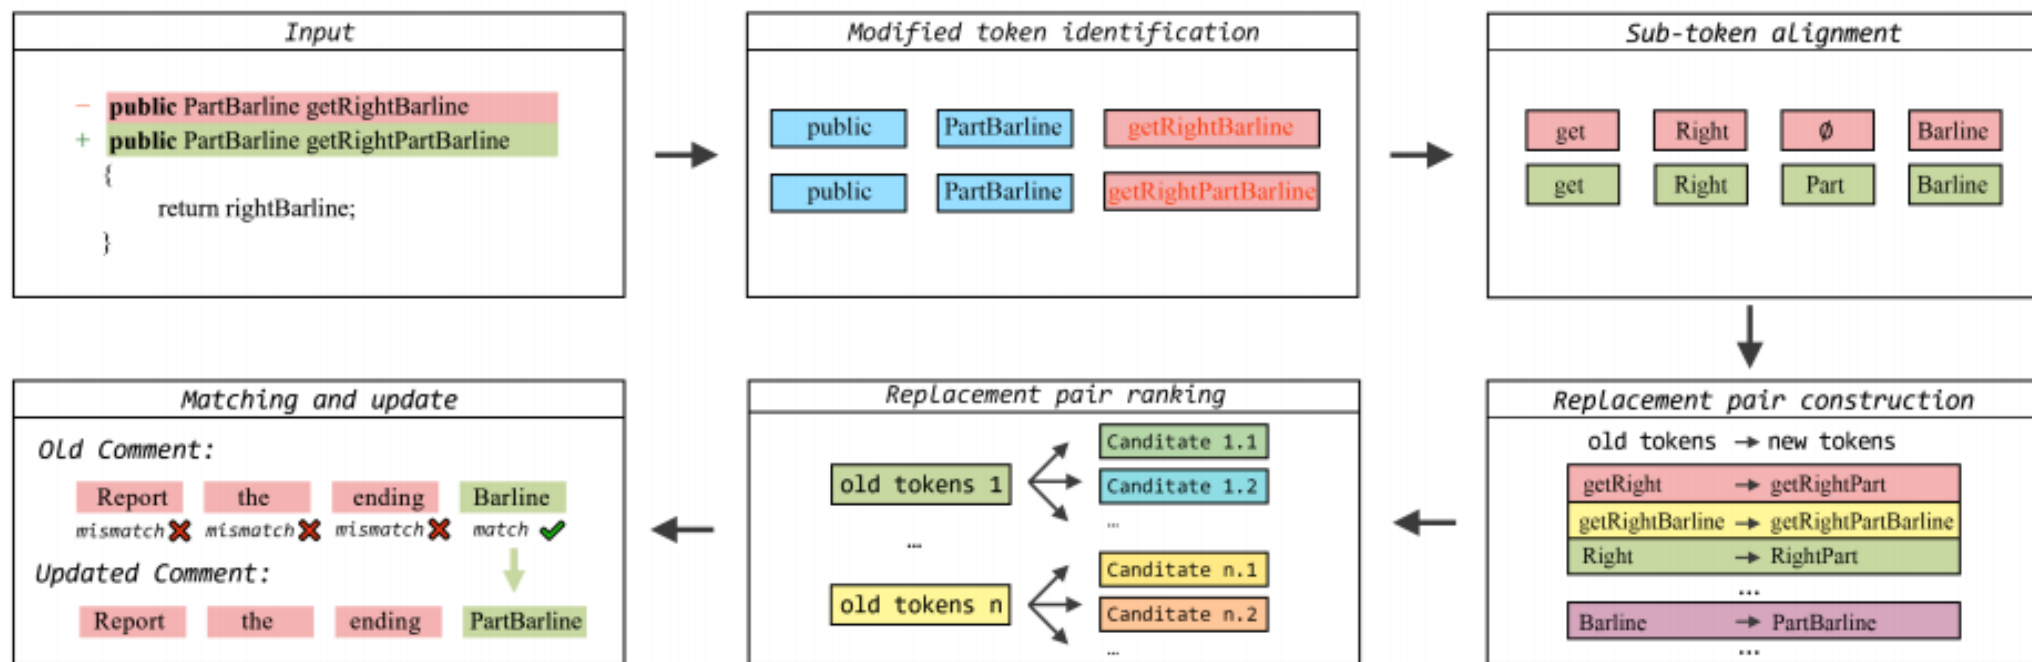 Input
- public PartBarline getRightBarline
+ public PartBarline getRightPartBarline
{
return rightBarline;
}
Modified token identification
public PartBarline getRightBarline
public PartBarline getRightPartBarline
Sub-token alignment
get Right ∅ Barline
get Right Part Barline
Replacement pair construction
old tokens → new tokens
getRight → getRightPart
getRightBarline → getRightPartBarline
Right → RightPart
...
Barline → PartBarline
...
Replacement pair ranking
Canditate 1.1
old tokens 1
Canditate 1.2
...
...
Canditate n.1
old tokens n
Canditate n.2
...
Matching and update
Old Comment:
Report the ending Barline
mismatch ✖ mismatch ✖ mismatch ✖ match ✔
Updated Comment:
Report the ending PartBarline